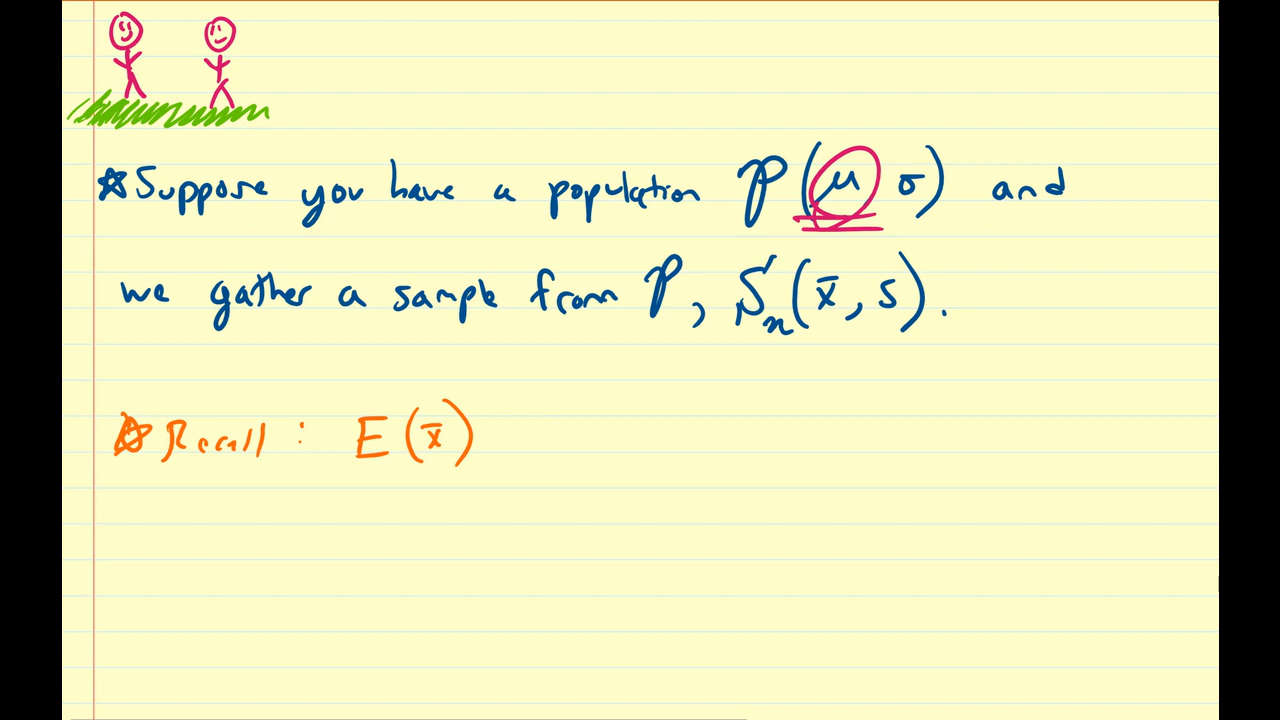 ☆ Suppose you have a population 𝒫(μ, σ) and
we gather a sample from 𝒫, 𝒮ₙ(x̄, s).
☆ Recall: E(x̄)